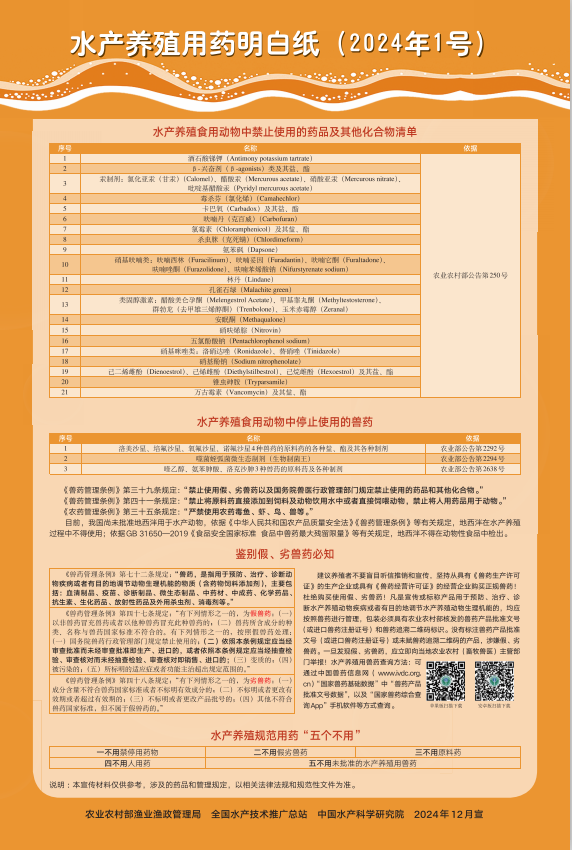 水产养殖用药明白纸（2024年1号）
水产养殖食用动物中禁止使用的药品及其他化合物清单
序号 名称 依据
1 酒石酸锑钾（Antimony potassium tartrate）
2 β-兴奋剂（β-agonists）类及其盐、酯
3 汞制剂：氯化亚汞（甘汞）（Calomel）、醋酸汞（Mercurous acetate）、硝酸亚汞（Mercurous nitrate）、
吡啶基醋酸汞（Pyridyl mercurous acetate）
4 毒杀芬（氯化烯）（Camahechlor）
5 卡巴氧（Carbadox）及其盐、酯
6 呋喃丹（克百威）（Carbofuran）
7 氯霉素（Chloramphenicol）及其盐、酯
8 杀虫脒（克死螨）（Chlordimeform）
9 氨苯砜（Dapsone）
10 硝基呋喃类：呋喃西林（Furacilinum）、呋喃妥因（Furadantin）、呋喃它酮（Furaltadone）、
呋喃唑酮（Furazolidone）、呋喃苯烯酸钠（Nifurstyrenate sodium）
农业农村部公告第250号
11 林丹（Lindane）
12 孔雀石绿（Malachite green）
13 类固醇激素：醋酸美仑孕酮（Melengestrol Acetate）、甲基睾丸酮（Methyltestosterone）、
群勃龙（去甲雄三烯醇酮）（Trenbolone）、玉米赤霉醇（Zeranal）
14 安眠酮（Methaqualone）
15 硝呋烯腙（Nitrovin）
16 五氯酚酸钠（Pentachlorophenol sodium）
17 硝基咪唑类：洛硝达唑（Ronidazole）、替硝唑（Tinidazole）
18 硝基酚钠（Sodium nitrophenolate）
19 己二烯雌酚（Dienoestrol）、己烯雌酚（Diethylstilbestrol）、己烷雌酚（Hexoestrol）及其盐、酯
20 锥虫砷胺（Tryparsamile）
21 万古霉素（Vancomycin）及其盐、酯
水产养殖食用动物中停止使用的兽药
序号 名称 依据
1 洛美沙星、培氟沙星、氧氟沙星、诺氟沙星4种兽药的原料药的各种盐、酯及其各种制剂 农业部公告第2292号
2 噬菌蛭弧菌微生态制剂（生物制菌王） 农业部公告第2294号
3 喹乙醇、氨苯胂酸、洛克沙胂3种兽药的原料药及各种制剂 农业部公告第2638号
《兽药管理条例》第三十九条规定：“禁止使用假、劣兽药以及国务院兽医行政管理部门规定禁止使用的药品和其他化合物。”
《兽药管理条例》第四十一条规定：“禁止将原料药直接添加到饲料及动物饮用水中或者直接饲喂动物，禁止将人用药品用于动物。”
《农药管理条例》第三十五条规定：“严禁使用农药毒鱼、虾、鸟、兽等。”
目前，我国尚未批准地西泮用于水产动物，依据《中华人民共和国农产品质量安全法》《兽药管理条例》等有关规定，地西泮在水产养殖
过程中不得使用；依据GB 31650—2019《食品安全国家标准 食品中兽药最大残留限量》等有关规定，地西泮不得在动物性食品中检出。
鉴别假、劣兽药必知
《兽药管理条例》第七十二条规定：“兽药，是指用于预防、治疗、诊断动
物疾病或者有目的地调节动物生理机能的物质（含药物饲料添加剂），主要包
括：血清制品、疫苗、诊断制品、微生态制品、中药材、中成药、化学药品、
抗生素、生化药品、放射性药品及外用杀虫剂、消毒剂等。”
《兽药管理条例》第四十七条规定，“有下列情形之一的，为假兽药：（一）
以非兽药冒充兽药或者以他种兽药冒充此种兽药的；（二）兽药所含成分的种
类、名称与兽药国家标准不符合的。有下列情形之一的，按照假兽药处理：
（一）国务院兽医行政管理部门规定禁止使用的；（二）依照本条例规定应当经
审查批准而未经审查批准即生产、进口的，或者依照本条例规定应当经抽查检
验、审查核对而未经抽查检验、审查核对即销售、进口的；（三）变质的；（四）
被污染的；（五）所标明的适应症或者功能主治超出规定范围的。”
《兽药管理条例》第四十八条规定，“有下列情形之一的，为劣兽药：（一）
成分含量不符合兽药国家标准或者不标明有效成分的；（二）不标明或者更改有
效期或者超过有效期的；（三）不标明或者更改产品批号的；（四）其他不符合
兽药国家标准，但不属于假兽药的。”
建议养殖者不要盲目听信推销和宣传、坚持从具有《兽药生产许可
证》的生产企业或具有《兽药经营许可证》的经营企业购买正规兽药！
杜绝购买使用假、劣兽药！凡是宣传或标称产品用于预防、治疗、诊
断水产养殖动物疾病或者有目的地调节水产养殖动物生理机能的，均应
按照兽药进行管理，包装必须具有农业农村部核发的兽药产品批准文号
（或进口兽药注册证号）和兽药追溯二维码标识。没有标注兽药产品批准
文号（或进口兽药注册证号）或未赋兽药追溯二维码的产品，涉嫌假、劣
兽药。一旦发现假、劣兽药，应立即向当地农业农村（畜牧兽医）主管部
门举报！水产养殖用兽药查询方法：可
通过中国兽药信息网（www.ivdc.org.
cn）“国家兽药基础数据”中“兽药产品
批准文号数据”，以及“国家兽药综合查
询App”手机软件等方式查询。
苹果版扫描下载 安卓版扫描下载
水产养殖规范用药“五个不用”
一不用禁停用药物 二不用假劣兽药 三不用原料药
四不用人用药 五不用未批准的水产养殖用兽药
说明：本宣传材料仅供参考，涉及的药品和管理规定，以相关法律法规和规范性文件为准。
农业农村部渔业渔政管理局 全国水产技术推广总站 中国水产科学研究院 2024年12月宣